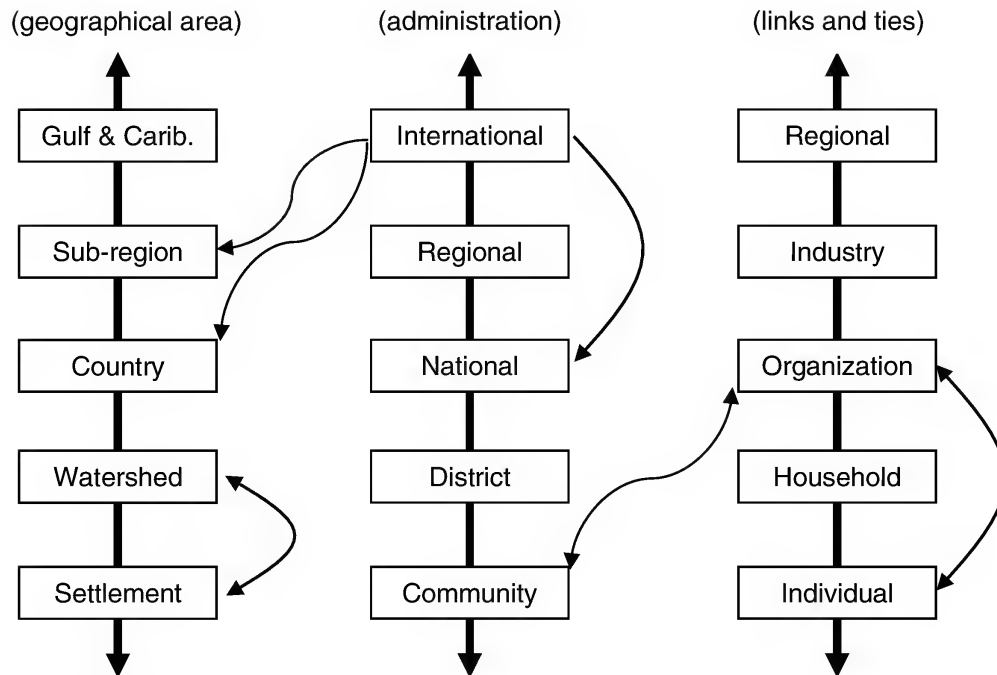 (geographical area)
(administration)
(links and ties)
Gulf & Carib.
International
Regional
Sub-region
Regional
Industry
Country
National
Organization
Watershed
District
Household
Settlement
Community
Individual